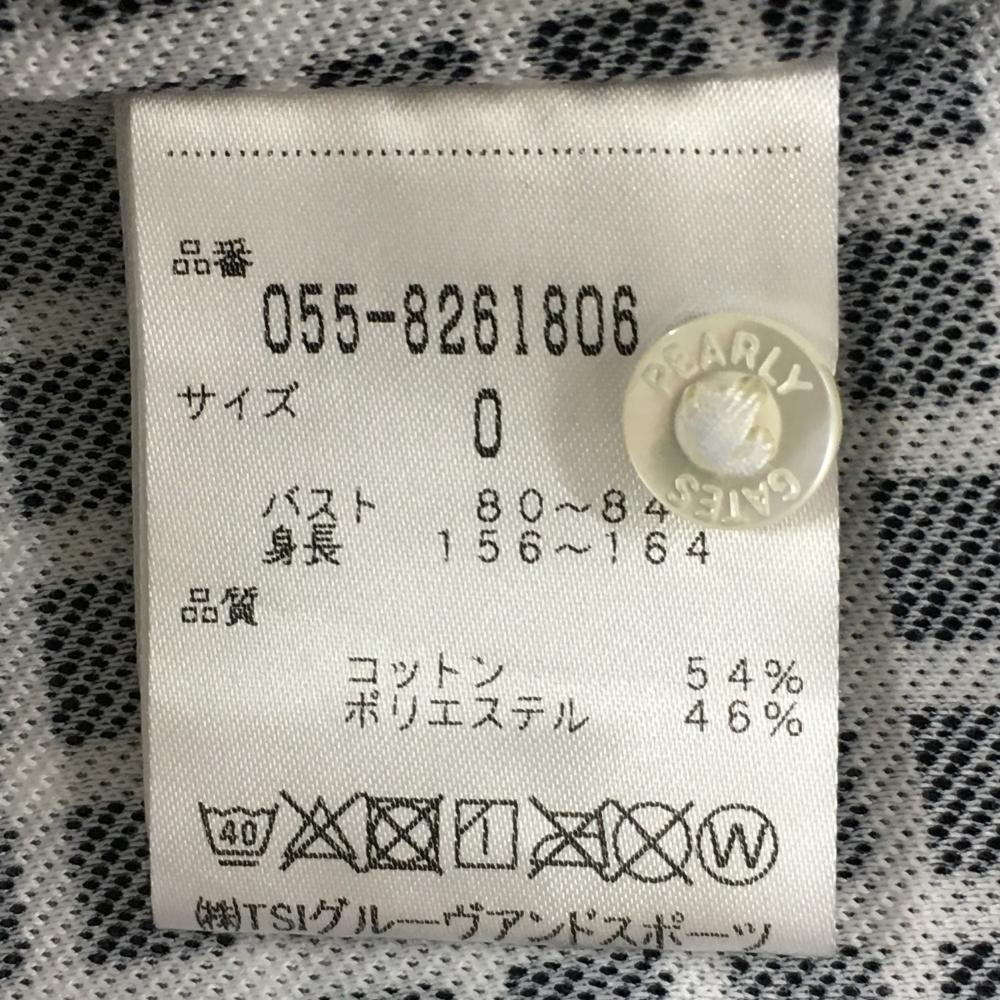 品番
055-8261806
サイズ 0
PEARLY
GATES
バスト 80～84
身長 156～164
品質
コットン 54%
ポリエステル 46%
40 1 W
㈱TSIグルーヴアンドスポーツ